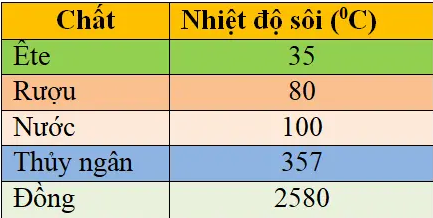 Chất Nhiệt độ sôi (⁰C)
Ête 35
Rượu 80
Nước 100
Thủy ngân 357
Đồng 2580